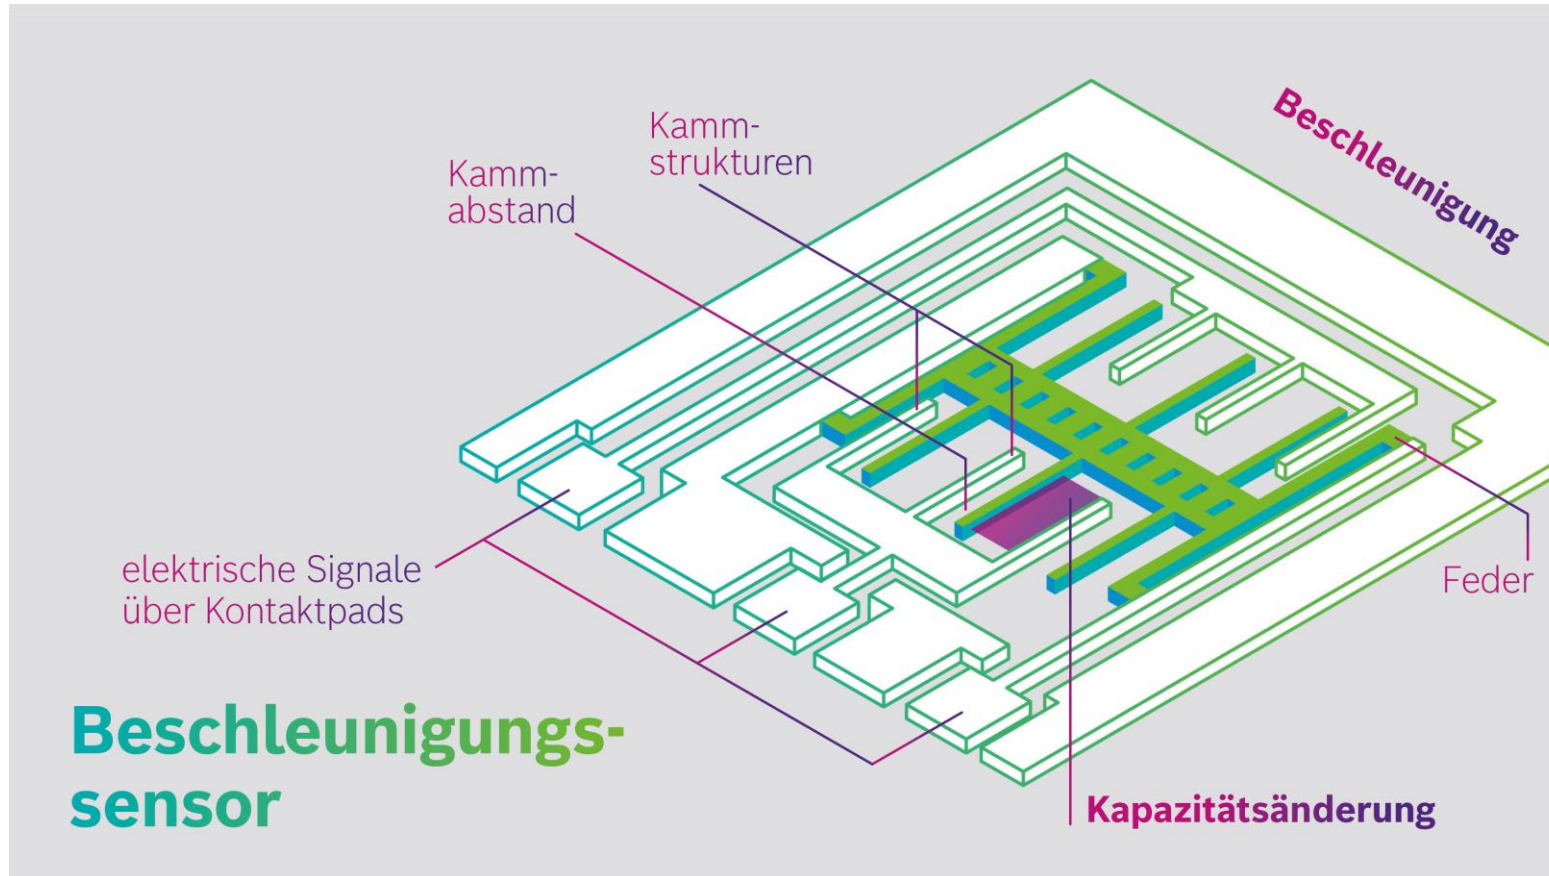 Beschleunigung
Kamm-
strukturen
Kamm-
abstand
elektrische Signale
über Kontaktpads
Feder
Beschleunigungs-
sensor
Kapazitätsänderung